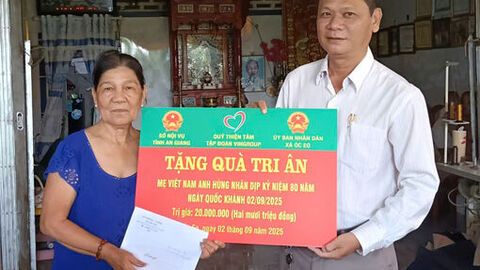 SỞ NỘI VỤ
TỈNH AN GIANG
QUỸ THIỆN TÂM
TẬP ĐOÀN VINGROUP
ỦY BAN NHÂN DÂN
XÃ ÓC EO
TẶNG QUÀ TRI ÂN
MẸ VIỆT NAM ANH HÙNG NHÂN DỊP KỶ NIỆM 80 NĂM
NGÀY QUỐC KHÁNH 02/09/2025
Trị giá: 20.000.000 (Hai mươi triệu đồng)
ngày 02 tháng 09 năm 2025